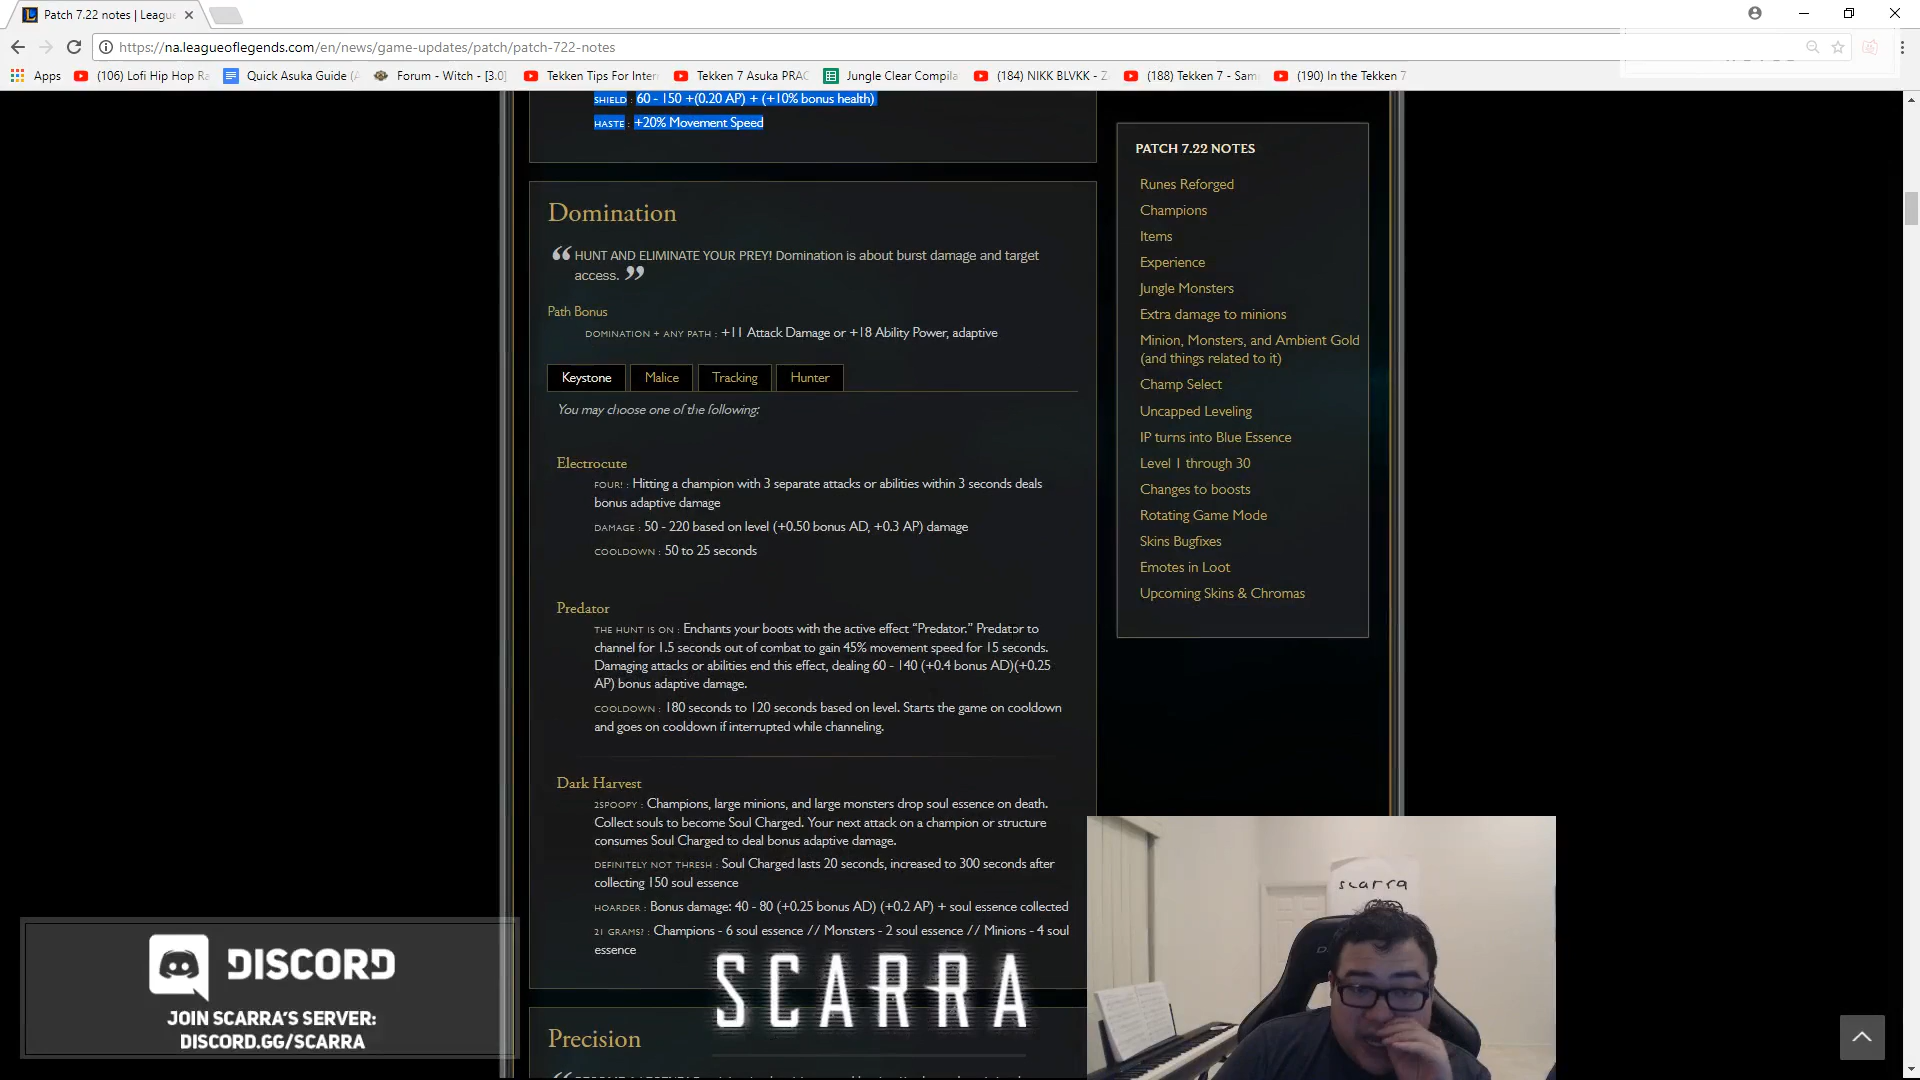 Patch 7.22 notes | Leagu
https://na.leagueoflegends.com/en/news/game-updates/patch/patch-722-notes
Apps (106) Lofi Hip Hop Ra Quick Asuka Guide (A Forum - Witch - [3.0] Tekken Tips For Inter Tekken 7 Asuka PRAC Jungle Clear Compila (184) NIKK BLVKK - Z (188) Tekken 7 - Sam (190) In the Tekken 7
SHIELD : 60 - 150 +(0.20 AP) + (+10% bonus health)
HASTE : +20% Movement Speed
Domination
“ HUNT AND ELIMINATE YOUR PREY! Domination is about burst damage and target
access. ”
Path Bonus
DOMINATION + ANY PATH : +11 Attack Damage or +18 Ability Power, adaptive
Keystone Malice Tracking Hunter
You may choose one of the following:
Electrocute
FOUR! : Hitting a champion with 3 separate attacks or abilities within 3 seconds deals
bonus adaptive damage
DAMAGE : 50 - 220 based on level (+0.50 bonus AD, +0.3 AP) damage
COOLDOWN : 50 to 25 seconds
Predator
THE HUNT IS ON : Enchants your boots with the active effect “Predator.” Predator to
channel for 1.5 seconds out of combat to gain 45% movement speed for 15 seconds.
Damaging attacks or abilities end this effect, dealing 60 - 140 (+0.4 bonus AD)(+0.25
AP) bonus adaptive damage.
COOLDOWN : 180 seconds to 120 seconds based on level. Starts the game on cooldown
and goes on cooldown if interrupted while channeling.
Dark Harvest
2SPOOPY : Champions, large minions, and large monsters drop soul essence on death.
Collect souls to become Soul Charged. Your next attack on a champion or structure
consumes Soul Charged to deal bonus adaptive damage.
DEFINITELY NOT THRESH : Soul Charged lasts 20 seconds, increased to 300 seconds after
collecting 150 soul essence
HOARDER : Bonus damage: 40 - 80 (+0.25 bonus AD) (+0.2 AP) + soul essence collected
21 GRAMS? : Champions - 6 soul essence // Monsters - 2 soul essence // Minions - 4 soul
essence
Precision
PATCH 7.22 NOTES
Runes Reforged
Champions
Items
Experience
Jungle Monsters
Extra damage to minions
Minion, Monsters, and Ambient Gold
(and things related to it)
Champ Select
Uncapped Leveling
IP turns into Blue Essence
Level 1 through 30
Changes to boosts
Rotating Game Mode
Skins Bugfixes
Emotes in Loot
Upcoming Skins & Chromas
DISCORD
JOIN SCARRA'S SERVER:
DISCORD.GG/SCARRA
SCARRA
scarra